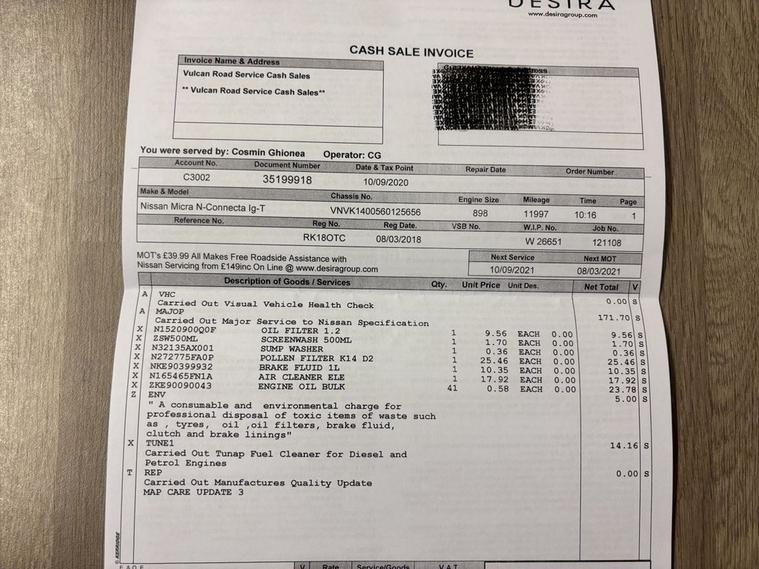 DESIRA
www.desiragroup.com
CASH SALE INVOICE
Invoice Name & Address
Vulcan Road Service Cash Sales
** Vulcan Road Service Cash Sales**
You were served by: Cosmin Ghionea Operator: CG
Account No. Document Number Date & Tax Point Repair Date Order Number
C3002 35199918 10/09/2020
Make & Model Chassis No. Engine Size Mileage Time Page
Nissan Micra N-Connecta Ig-T VNVK1400560125656 898 11997 10:16 1
Reference No. Reg No. Reg Date. VSB No. W.I.P. No. Job No.
RK18OTC 08/03/2018 W 26651 121108
MOT's £39.99 All Makes Free Roadside Assistance with
Nissan Servicing from £149inc On Line @ www.desiragroup.com
Next Service Next MOT
10/09/2021 08/03/2021
Description of Goods / Services Qty. Unit Price Unit Des. Net Total V
A VHC 0.00 S
Carried Out Visual Vehicle Health Check
A MAJOP 171.70 S
Carried Out Major Service to Nissan Specification
X N1520900Q0F OIL FILTER 1.2 1 9.56 EACH 0.00 9.56 S
X ZSW500ML SCREENWASH 500ML 1 1.70 EACH 0.00 1.70 S
X N32135AX001 SUMP WASHER 1 0.36 EACH 0.00 0.36 S
X N272775FA0P POLLEN FILTER K14 D2 1 25.46 EACH 0.00 25.46 S
X NKE90399932 BRAKE FLUID 1L 1 10.35 EACH 0.00 10.35 S
X N165465FN1A AIR CLEANER ELE 1 17.92 EACH 0.00 17.92 S
X ZKE90090043 ENGINE OIL BULK 41 0.58 EACH 0.00 23.78 S
Z ENV 5.00 S
" A consumable and environmental charge for
professional disposal of toxic items of waste such
as , tyres, oil ,oil filters, brake fluid,
clutch and brake linings"
X TUNE1 14.16 S
Carried Out Tunap Fuel Cleaner for Diesel and
Petrol Engines
T REP 0.00 S
Carried Out Manufactures Quality Update
MAP CARE UPDATE 3
© KERRIDGE
E & O E V Rate Service/Goods V.A.T.